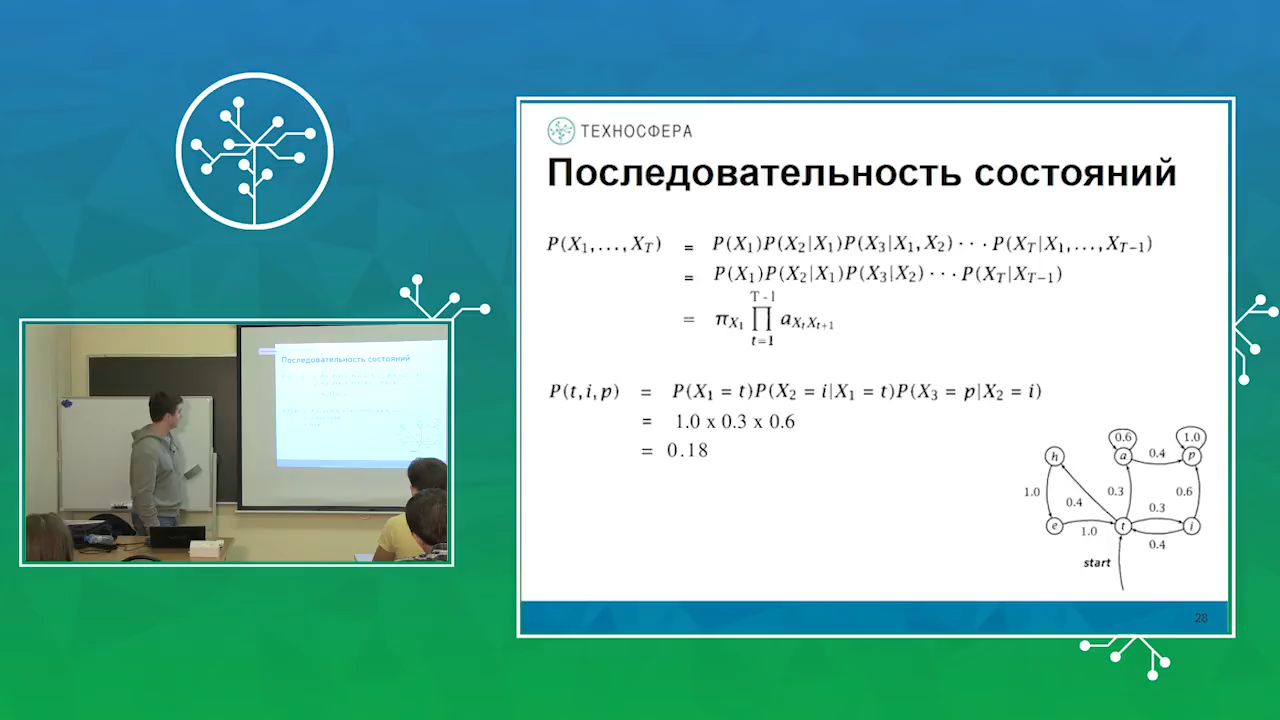 ТЕХНОСФЕРА
Последовательность состояний
P(X₁, . . . , X_T) = P(X₁)P(X₂|X₁)P(X₃|X₁, X₂) · · · P(X_T|X₁, . . . , X_{T−1})
= P(X₁)P(X₂|X₁)P(X₃|X₂) · · · P(X_T|X_{T−1})
= π_{X₁} ∏_{t=1}^{T-1} a_{X_t X_{t+1}}
P(t, i, p) = P(X₁ = t)P(X₂ = i|X₁ = t)P(X₃ = p|X₂ = i)
= 1.0 x 0.3 x 0.6
= 0.18
0.6 1.0
h a 0.4 p
1.0 0.4 0.3 0.3 0.6
e 1.0 t 0.4 i
start
28
Последовательность состояний